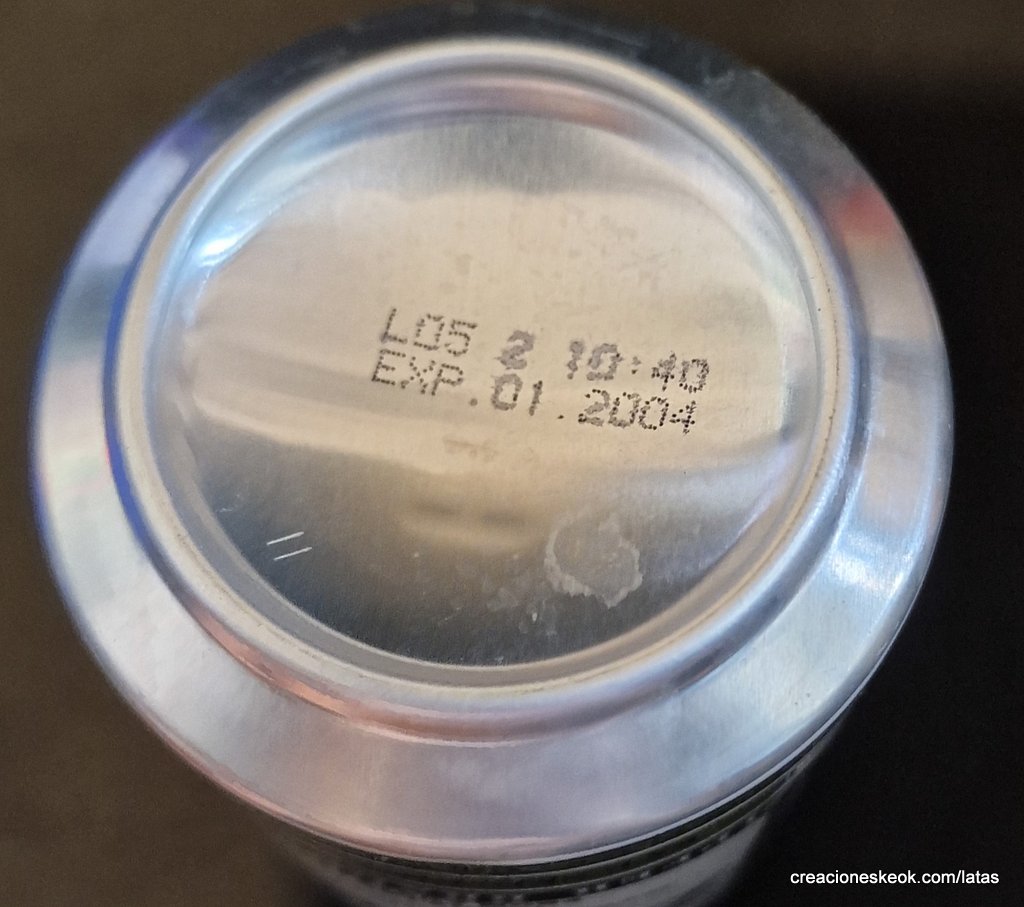 L05 2 10:40
EXP.01.2004
creacioneskeok.com/latas